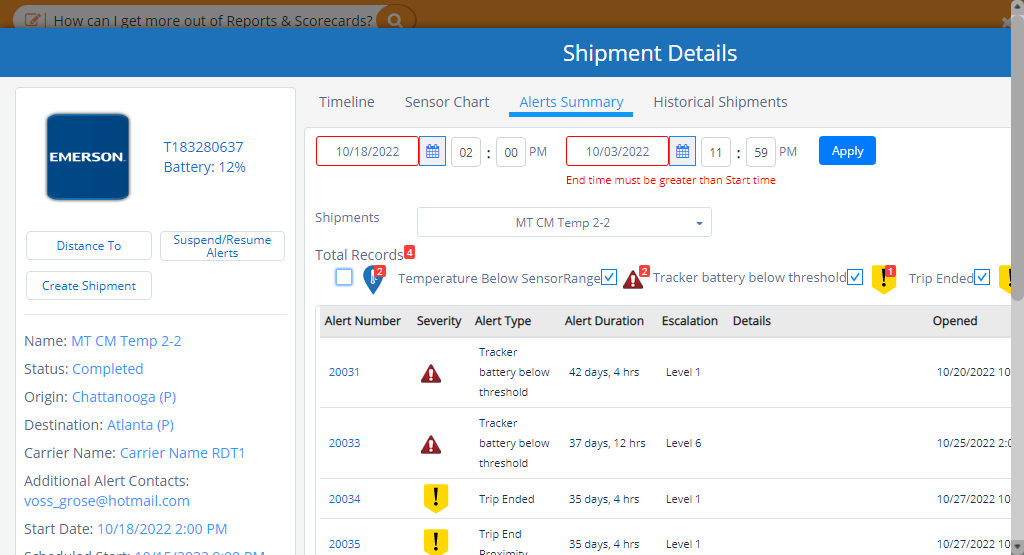 How can I get more out of Reports & Scorecards?
Shipment Details
EMERSON.
T183280637
Battery: 12%
Distance To
Suspend/Resume
Alerts
Create Shipment
Name: MT CM Temp 2-2
Status: Completed
Origin: Chattanooga (P)
Destination: Atlanta (P)
Carrier Name: Carrier Name RDT1
Additional Alert Contacts:
voss_grose@hotmail.com
Start Date: 10/18/2022 2:00 PM
Timeline Sensor Chart Alerts Summary Historical Shipments
10/18/2022 02 : 00 PM 10/03/2022 11 : 59 PM Apply
End time must be greater than Start time
Shipments MT CM Temp 2-2
Total Records 4
2 Temperature Below SensorRange 2 Tracker battery below threshold 1 Trip Ended
Alert Number Severity Alert Type Alert Duration Escalation Details Opened
20031 Tracker battery below threshold 42 days, 4 hrs Level 1 10/20/2022 10
20033 Tracker battery below threshold 37 days, 12 hrs Level 6 10/25/2022 2:0
20034 Trip Ended 35 days, 4 hrs Level 1 10/27/2022 10
20035 Trip End Proximity 35 days, 4 hrs Level 1 10/27/2022 10